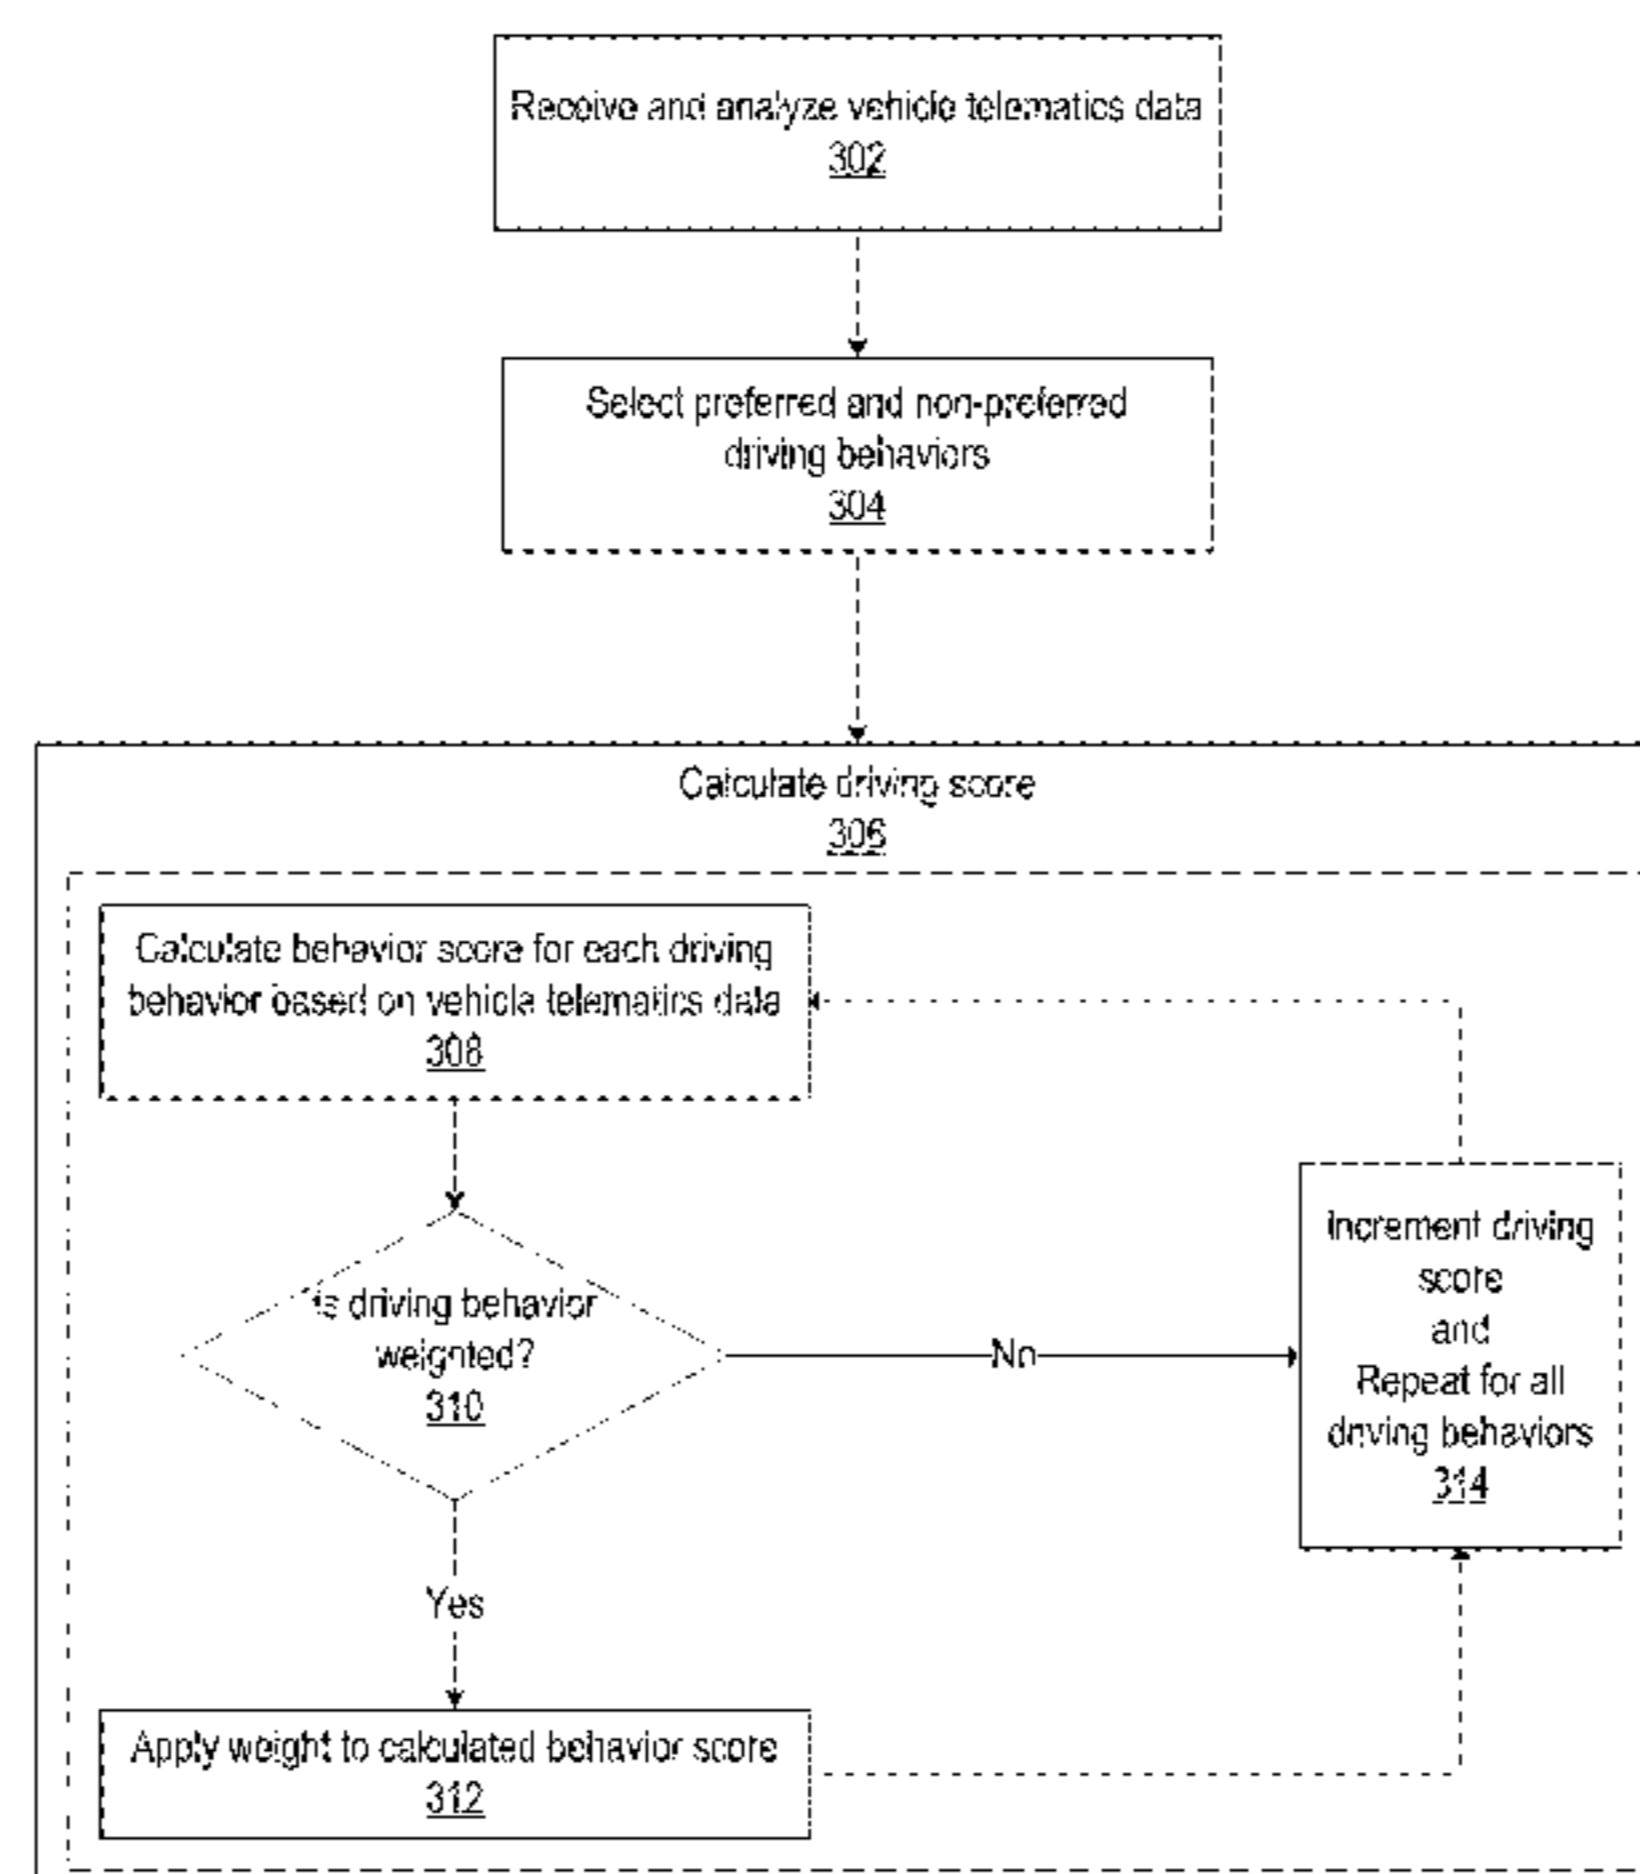 Receive and analyze vehicle telematics data
302
Select preferred and non-preferred
driving behaviors
304
Calculate driving score
306
Calculate behavior score for each driving
behavior based on vehicle telematics data
308
Is driving behavior
weighted?
310
No
Increment driving
score
and
Repeat for all
driving behaviors
314
Yes
Apply weight to calculated behavior score
312